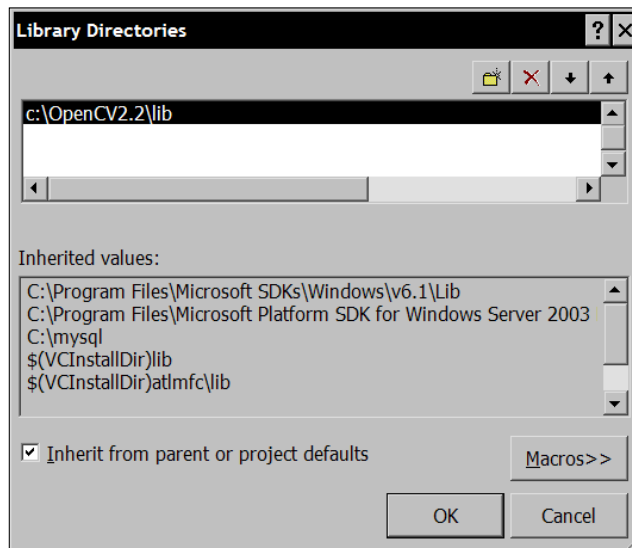 Library Directories
c:\OpenCV2.2\lib
Inherited values:
C:\Program Files\Microsoft SDKs\Windows\v6.1\Lib
C:\Program Files\Microsoft Platform SDK for Windows Server 2003
C:\mysql
$(VCInstallDir)lib
$(VCInstallDir)atlmfc\lib
Inherit from parent or project defaults
Macros>>
OK
Cancel